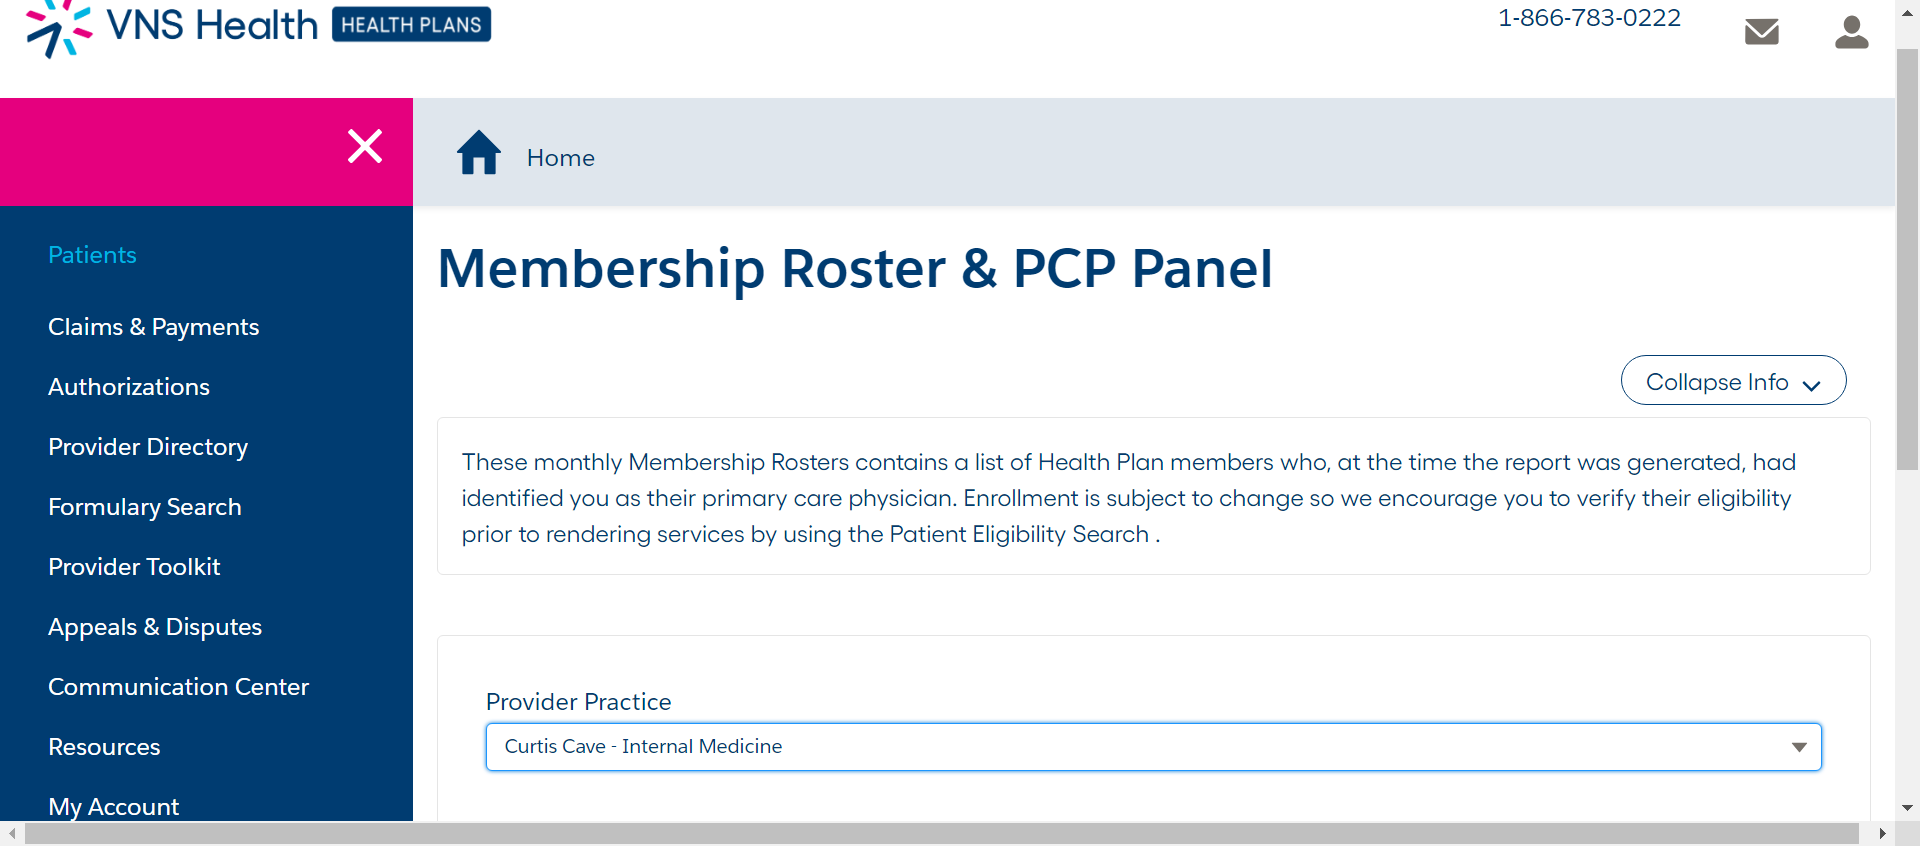 VNS Health HEALTH PLANS
1-866-783-0222
Home
Patients
Claims & Payments
Authorizations
Provider Directory
Formulary Search
Provider Toolkit
Appeals & Disputes
Communication Center
Resources
My Account
Membership Roster & PCP Panel
Collapse Info
These monthly Membership Rosters contains a list of Health Plan members who, at the time the report was generated, had
identified you as their primary care physician. Enrollment is subject to change so we encourage you to verify their eligibility
prior to rendering services by using the Patient Eligibility Search .
Provider Practice
Curtis Cave - Internal Medicine